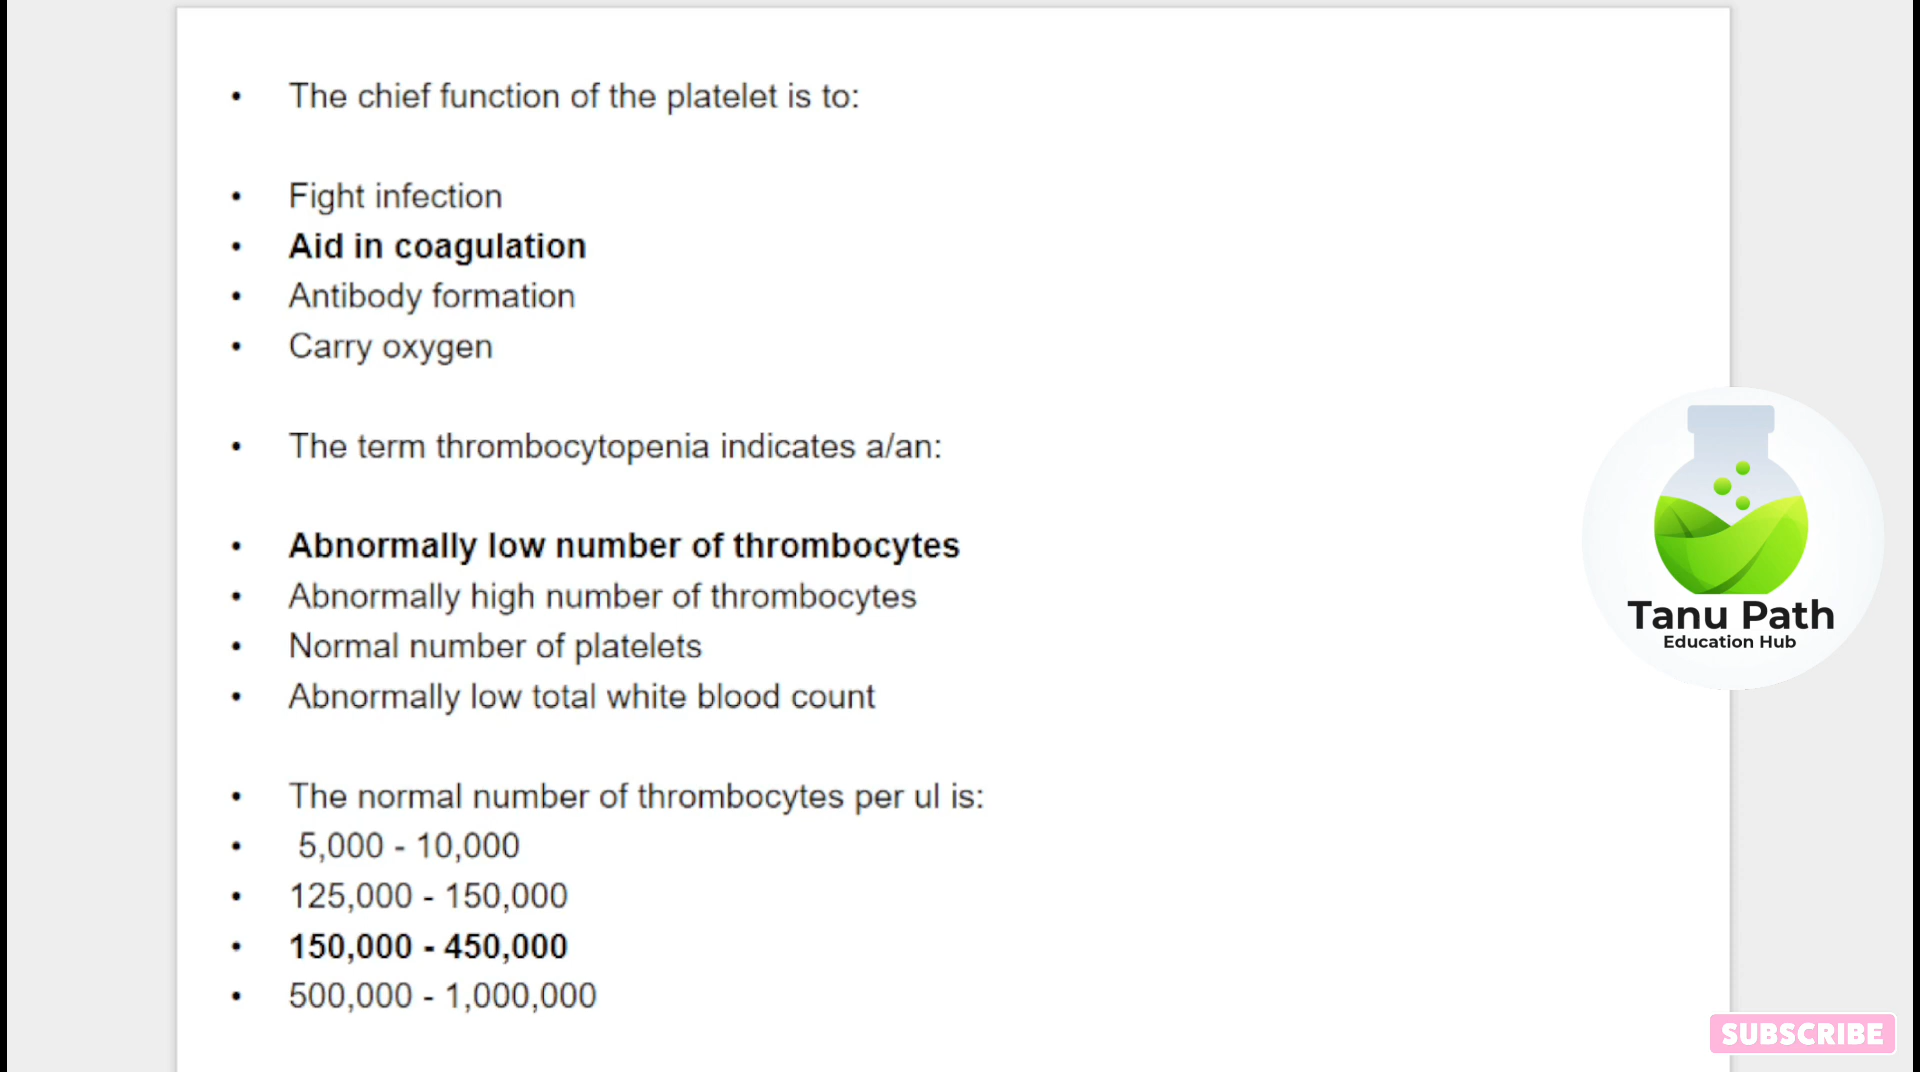 • The chief function of the platelet is to:
• Fight infection
• Aid in coagulation
• Antibody formation
• Carry oxygen
• The term thrombocytopenia indicates a/an:
• Abnormally low number of thrombocytes
• Abnormally high number of thrombocytes
• Normal number of platelets
• Abnormally low total white blood count
• The normal number of thrombocytes per ul is:
• 5,000 - 10,000
• 125,000 - 150,000
• 150,000 - 450,000
• 500,000 - 1,000,000
Tanu Path
Education Hub
SUBSCRIBE